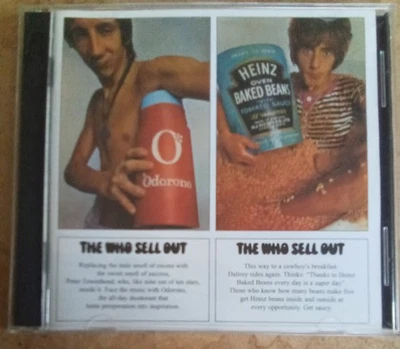 O
Odorono
THE WHO SELL OUT
Replacing the stale smell of excess with
the sweet smell of success,
Peter Townshend, who, like nine out of ten stars,
needs it. Face the music with Odorono,
the all-day deodorant that
turns perspiration into inspiration.
HEINZ
OVEN
BAKED BEANS
WITH
TOMATO SAUCE
THE WHO SELL OUT
This way to a cowboy's breakfast.
Daltrey rides again. Thinks: "Thanks to Heinz
Baked Beans every day is a super day".
Those who know how many beans make five
get Heinz beans inside and outside at
every opportunity. Get saucy.